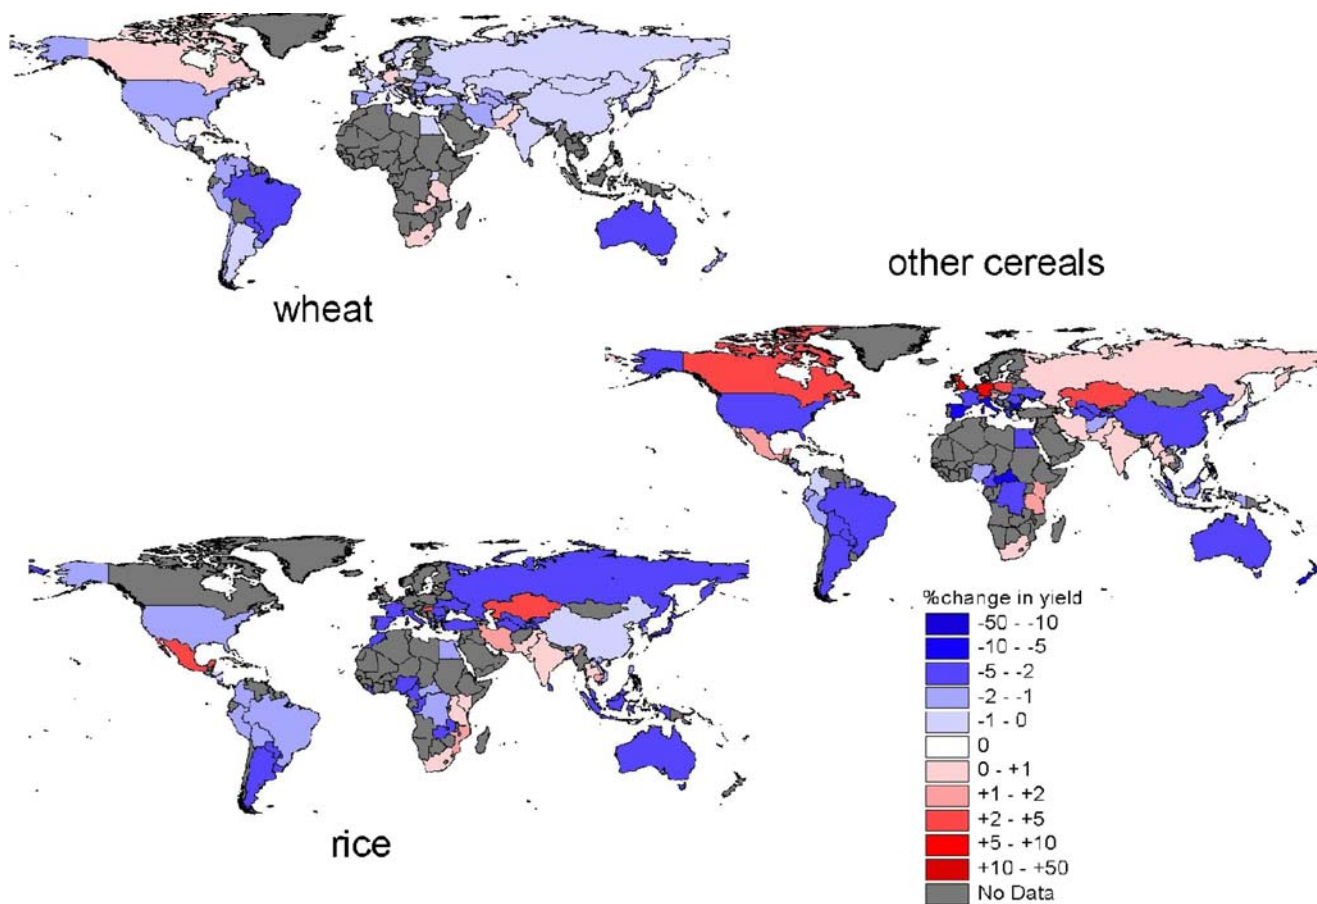 other cereals
wheat
%change in yield
-50 - -10
-10 - -5
-5 - -2
-2 - -1
-1 - 0
0
0 - +1
+1 - +2
+2 - +5
+5 - +10
+10 - +50
No Data
rice